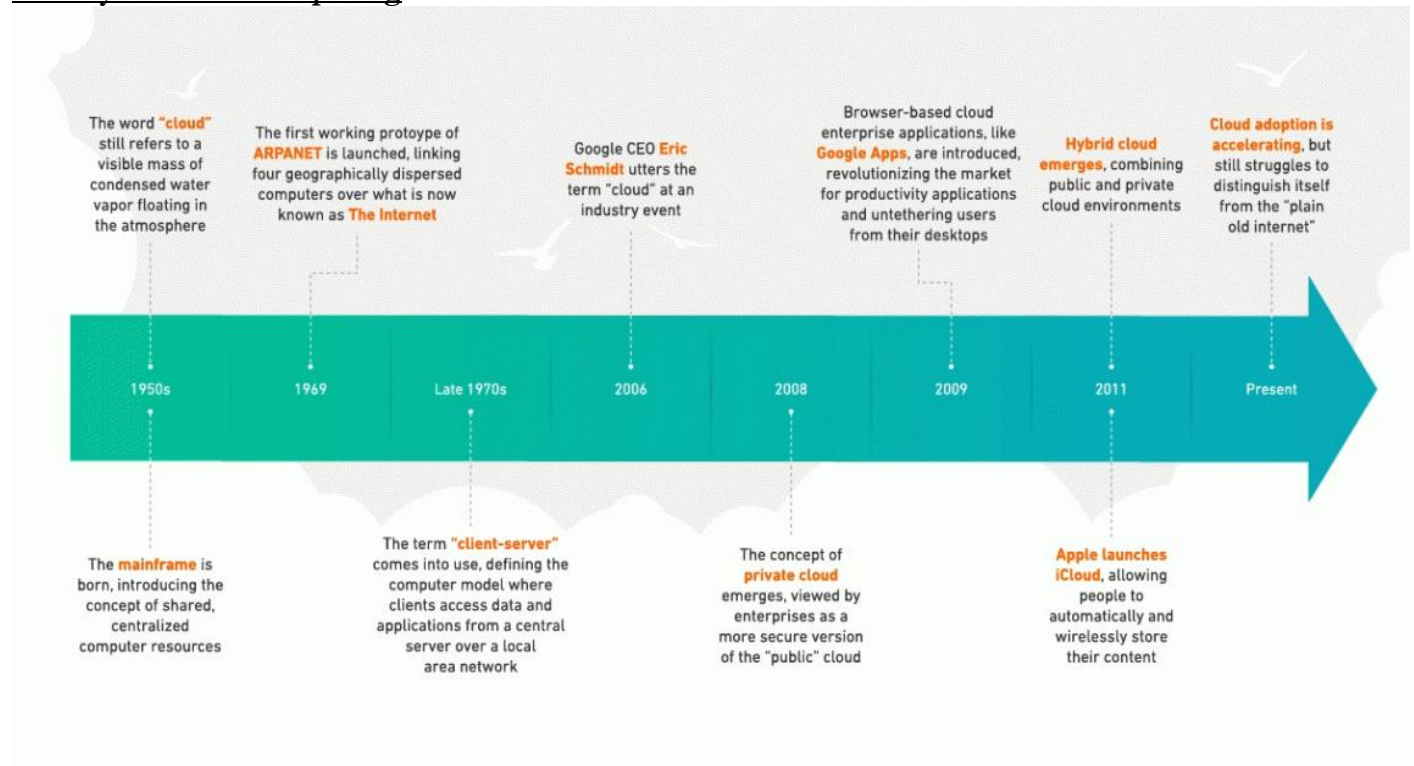 The word "cloud"
still refers to a
visible mass of
condensed water
vapor floating in
the atmosphere
The first working protoype of
ARPANET is launched, linking
four geographically dispersed
computers over what is now
known as The Internet
Google CEO Eric
Schmidt utters the
term "cloud" at an
industry event
Browser-based cloud
enterprise applications, like
Google Apps, are introduced,
revolutionizing the market
for productivity applications
and untethering users
from their desktops
Hybrid cloud
emerges, combining
public and private
cloud environments
Cloud adoption is
accelerating, but
still struggles to
distinguish itself
from the "plain
old internet"
1950s
1969
Late 1970s
2006
2008
2009
2011
Present
The mainframe is
born, introducing the
concept of shared,
centralized
computer resources
The term "client-server"
comes into use, defining the
computer model where
clients access data and
applications from a central
server over a local
area network
The concept of
private cloud
emerges, viewed by
enterprises as a
more secure version
of the "public" cloud
Apple launches
iCloud, allowing
people to
automatically and
wirelessly store
their content